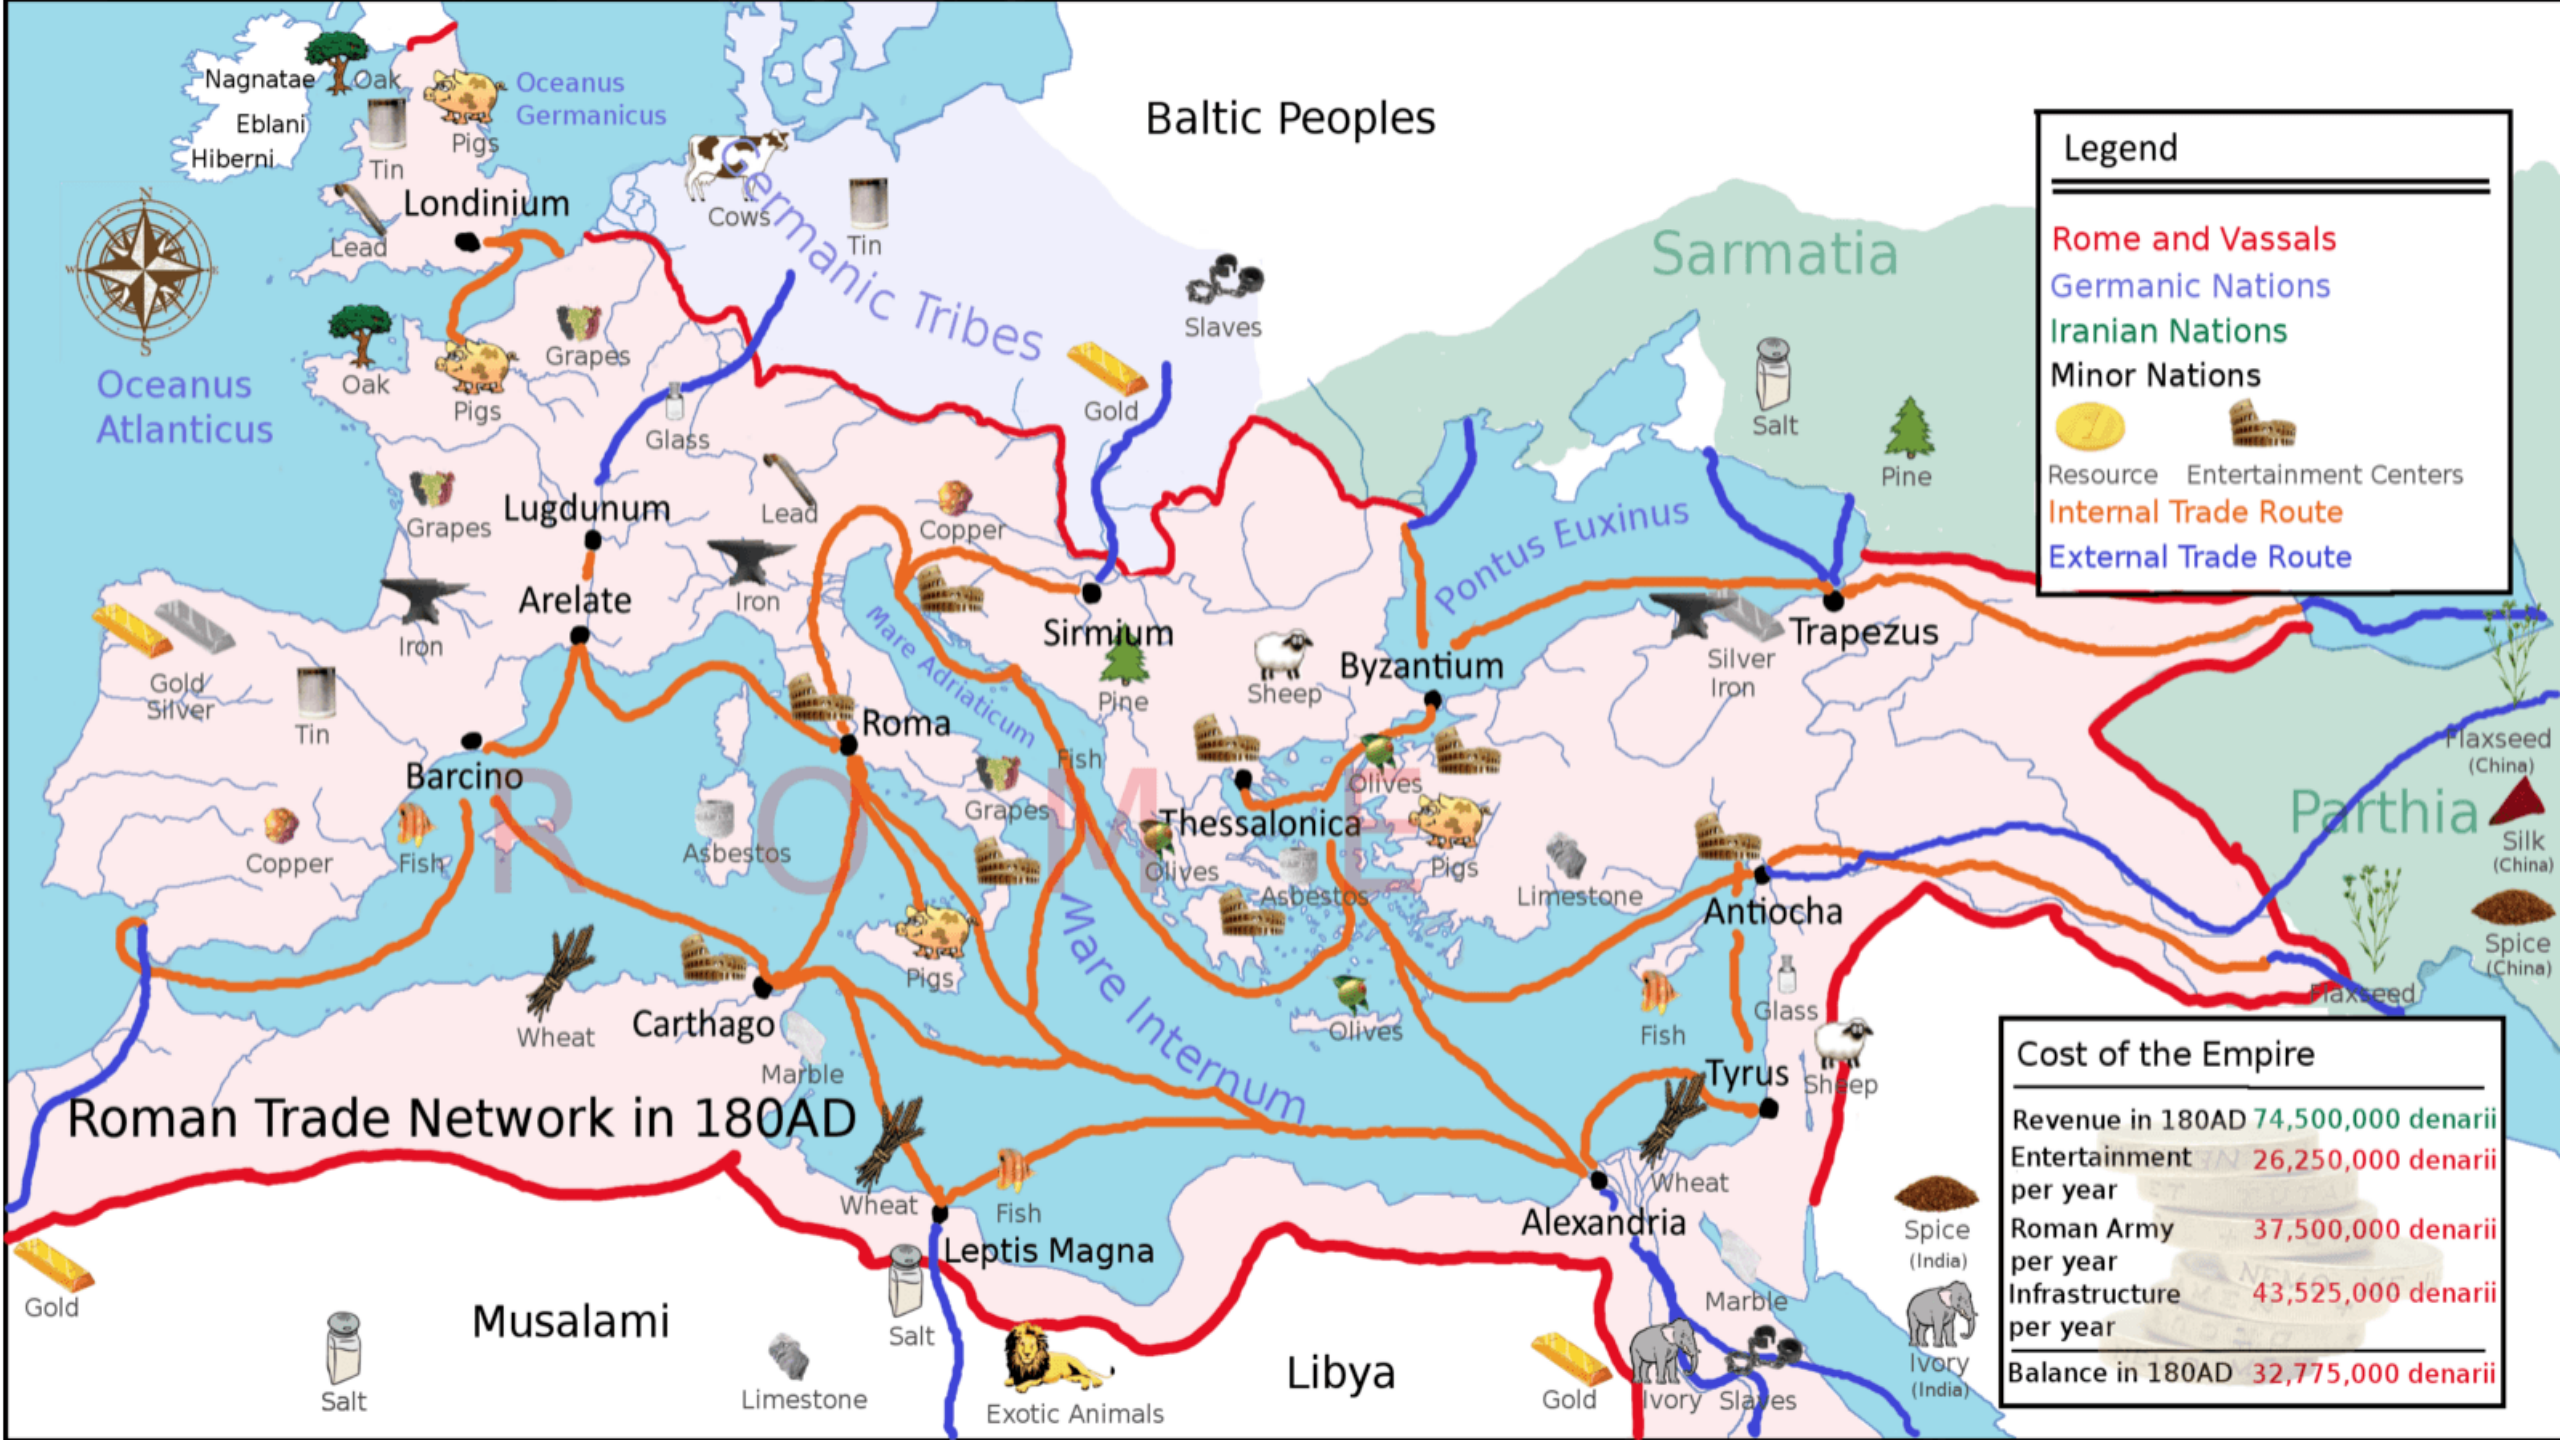 Nagnatae
Oak
Eblani
Hiberni
Tin
Pigs
Oceanus
Germanicus
Baltic Peoples
Londinium
Lead
N
W
E
S
Oceanus
Atlanticus
Oak
Pigs
Grapes
Cows
Tin
Germanic Tribes
Slaves
Gold
Glass
Sarmatia
Salt
Pine
Legend
Rome and Vassals
Germanic Nations
Iranian Nations
Minor Nations
Resource
Entertainment Centers
Internal Trade Route
External Trade Route
Grapes
Lugdunum
Lead
Copper
Pontus Euxinus
Iron
Arelate
Iron
Sirmium
Pine
Sheep
Byzantium
Silver
Iron
Trapezus
Gold
Silver
Tin
Mare Adriaticum
Roma
Barcino
Fish
Grapes
Olives
Flaxseed
(China)
Copper
Fish
R O M E
Asbestos
Thessalonica
Olives
Asbestos
Pigs
Limestone
Antiocha
Parthia
Silk
(China)
Spice
(China)
Flaxseed
Pigs
Mare Internum
Olives
Fish
Glass
Wheat
Carthago
Marble
Tyrus
Sheep
Roman Trade Network in 180AD
Wheat
Fish
Leptis Magna
Wheat
Alexandria
Marble
Spice
(India)
Ivory
(India)
Gold
Salt
Musalami
Limestone
Salt
Exotic Animals
Libya
Gold
Ivory
Slaves
Cost of the Empire
Revenue in 180AD 74,500,000 denarii
Entertainment 26,250,000 denarii
per year
Roman Army 37,500,000 denarii
per year
Infrastructure 43,525,000 denarii
per year
Balance in 180AD 32,775,000 denarii